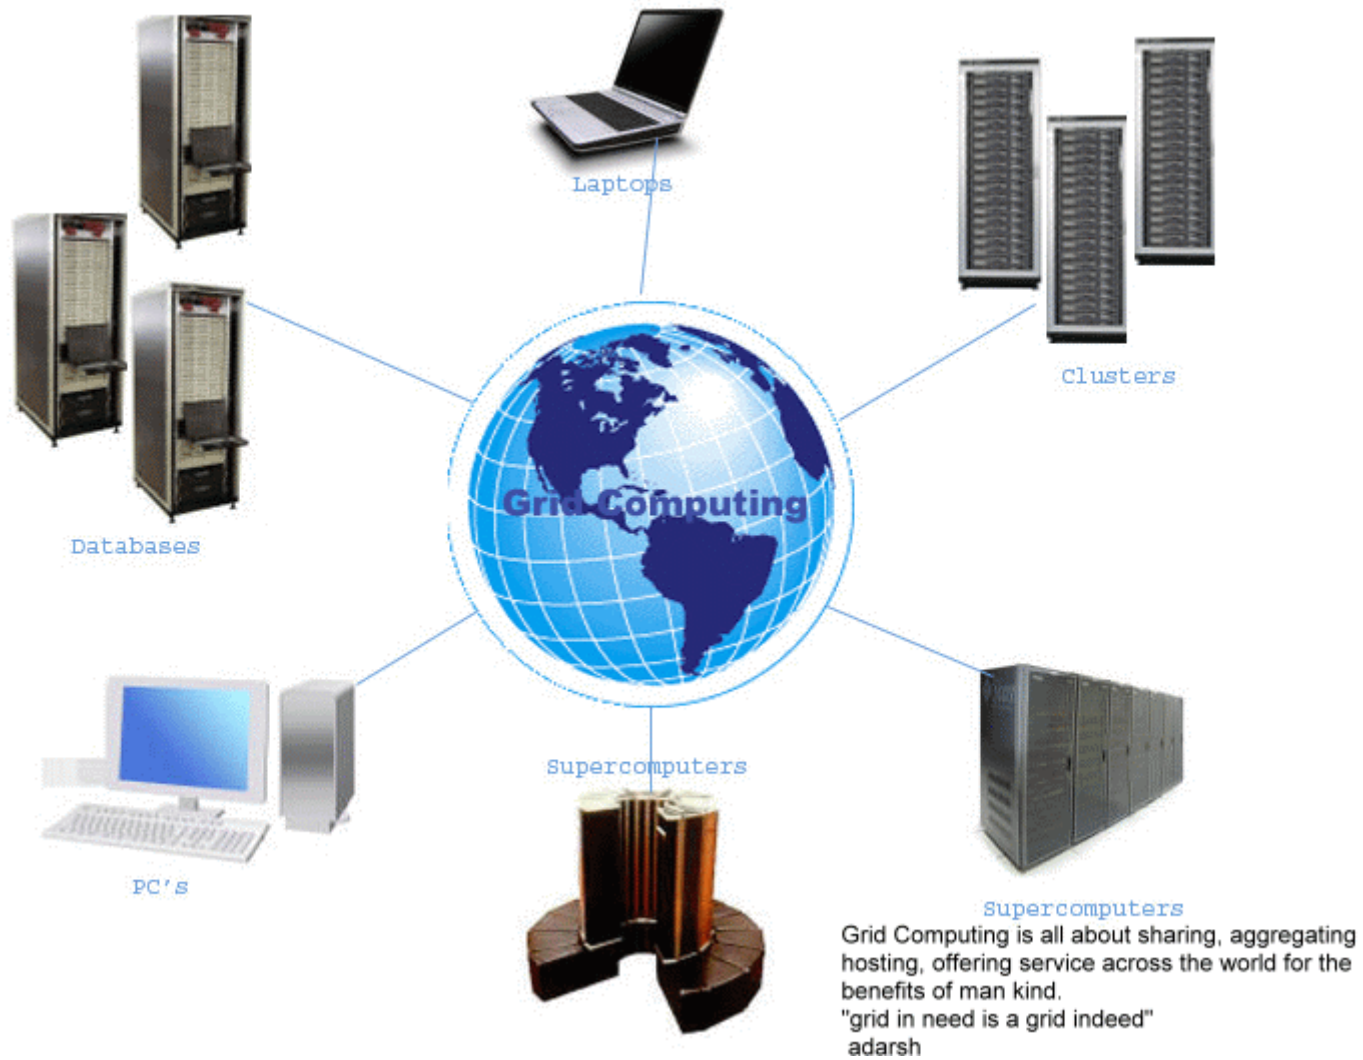 Laptops
Clusters
Grid Computing
Databases
Supercomputers
PC's
Supercomputers
Grid Computing is all about sharing, aggregating
hosting, offering service across the world for the
benefits of man kind.
"grid in need is a grid indeed"
adarsh